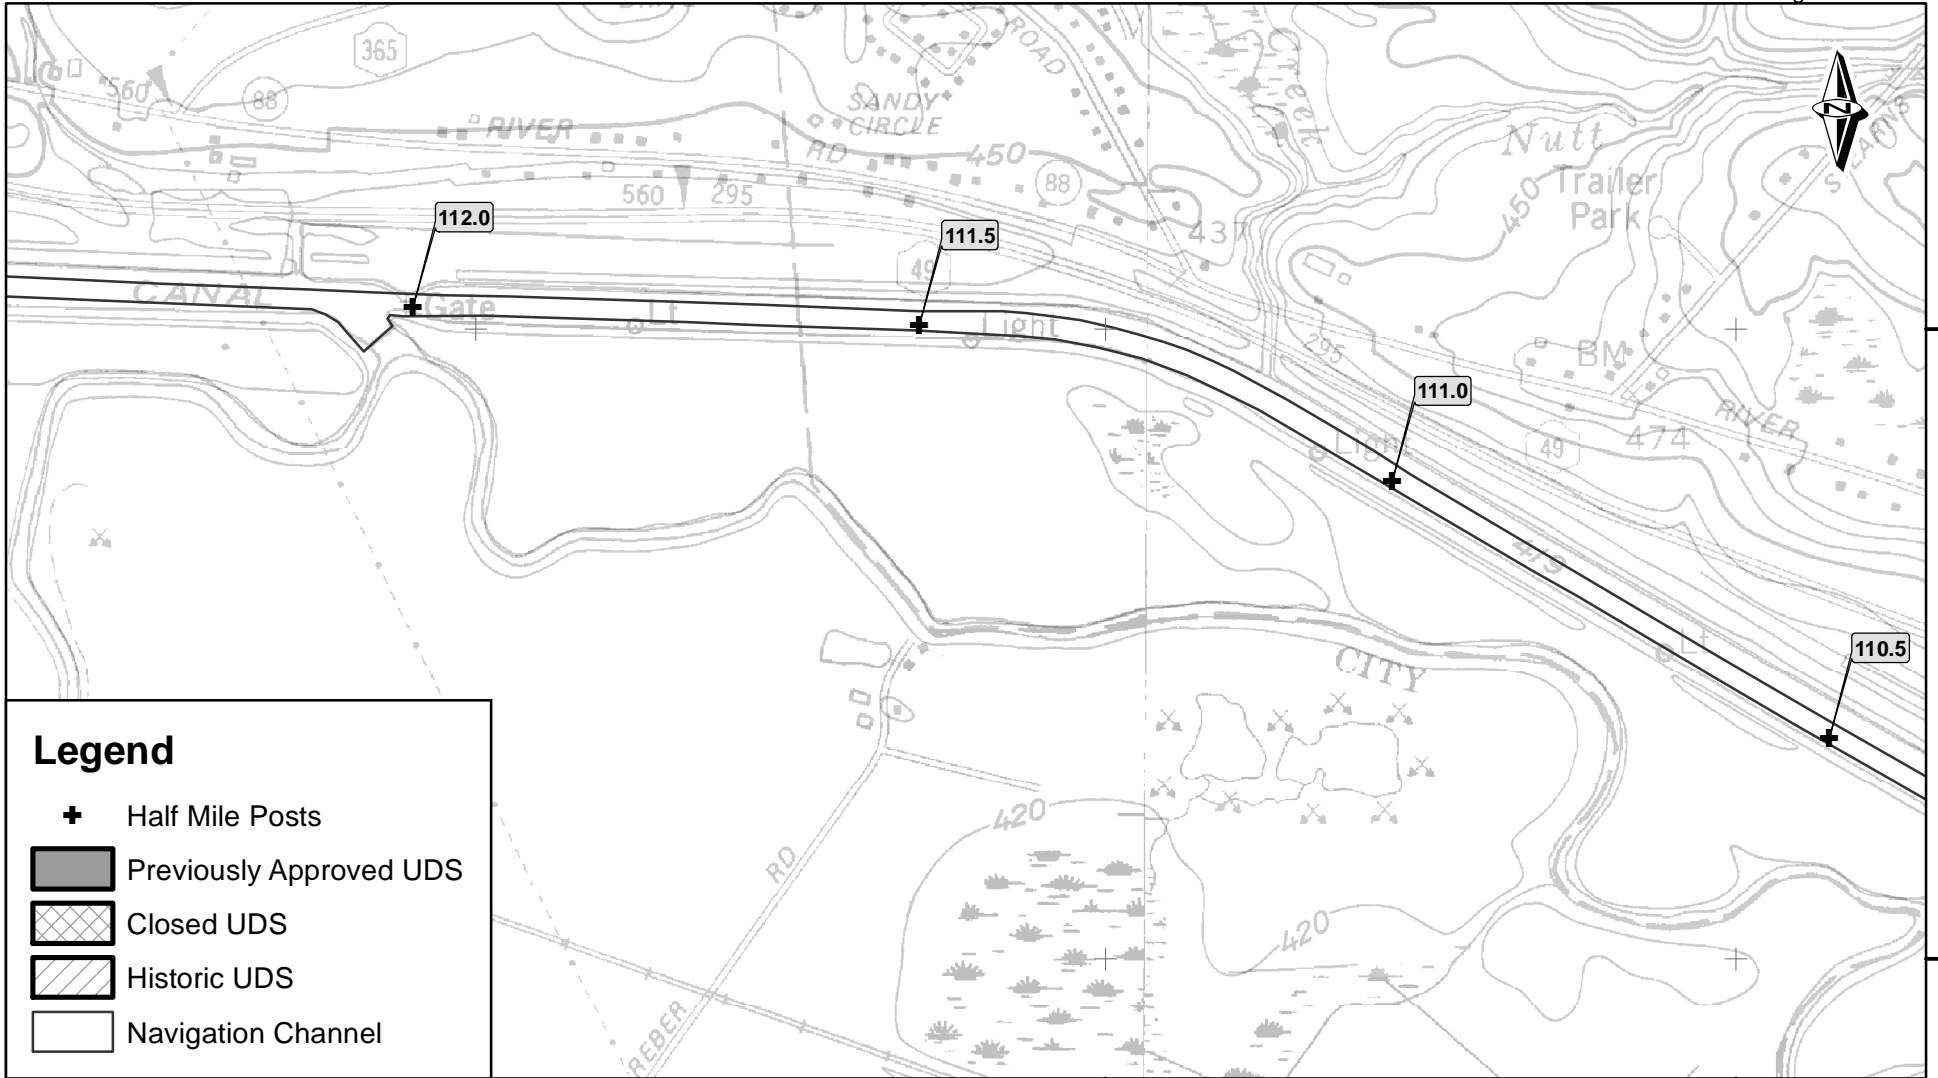 365
560
88
SANDY
CIRCLE
ROAD
Creek
RIVER
RD
450
Nutt
Trailer
Park
450
STEARNS
560
295
88
112.0
111.5
437
49
CANAL
Gate
Lt
Light
295
BM
111.0
RIVER
Light
49
474
419
Lt
110.5
CITY
420
RD
420
REBER
N
Legend
Half Mile Posts
Previously Approved UDS
Closed UDS
Historic UDS
Navigation Channel